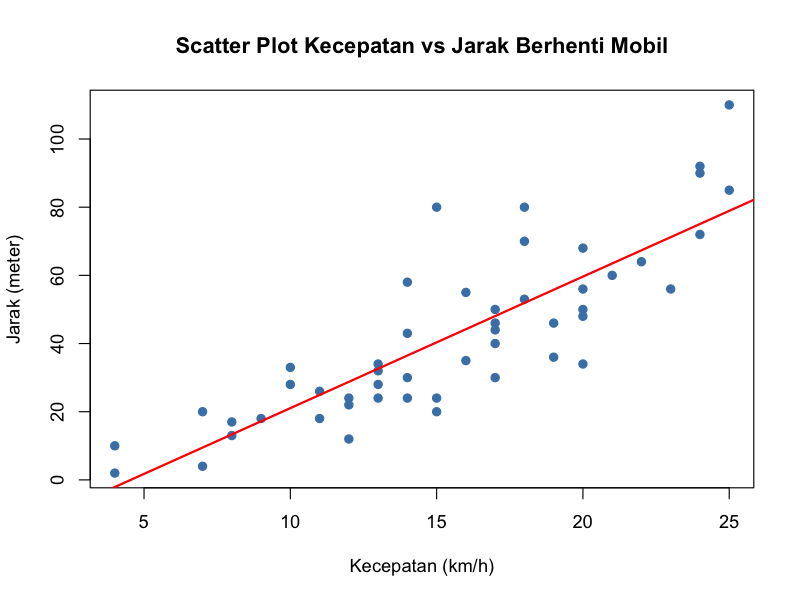 Scatter Plot Kecepatan vs Jarak Berhenti Mobil
Jarak (meter)
100
80
60
40
20
0
5 10 15 20 25
Kecepatan (km/h)